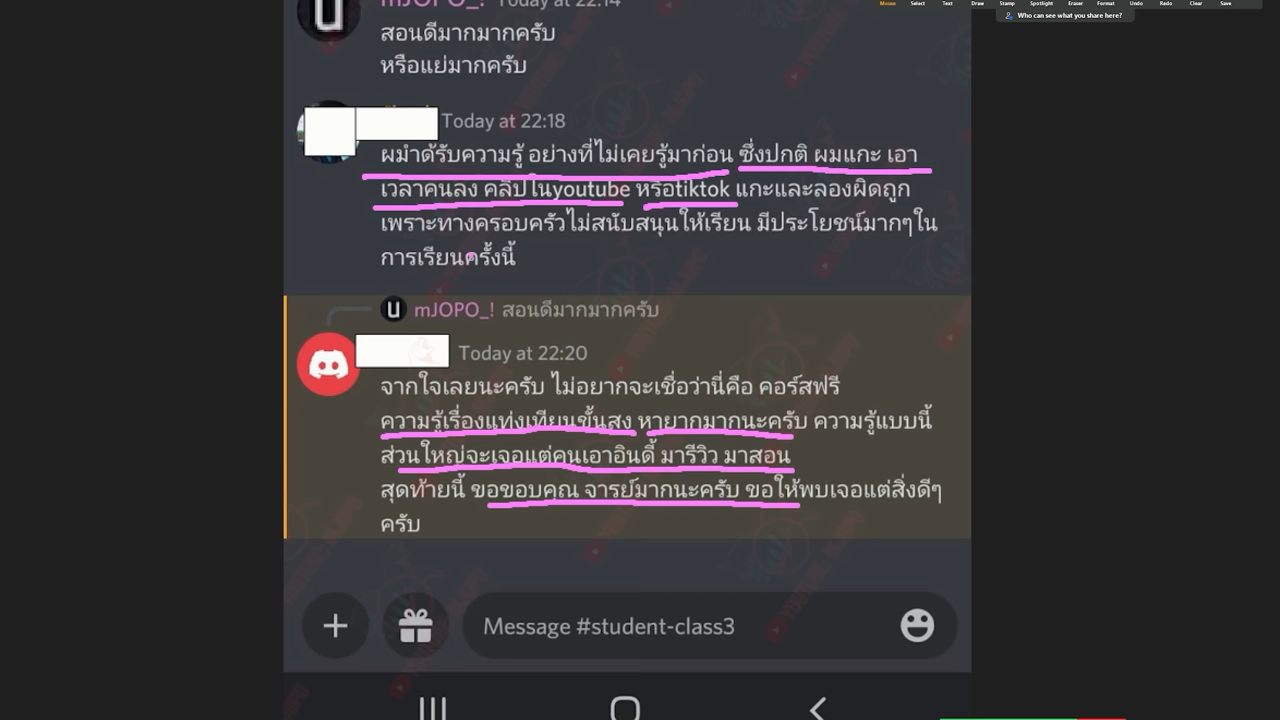 Mouse Select Text Draw Stamp Spotlight Eraser Format Undo Redo Clear Save
Who can see what you share here?
mJOPO_! Today at 22:14
สอนดีมากมากครับ
หรือแย่มากครับ
Today at 22:18
ผมำด้รับความรู้ อย่างที่ไม่เคยรู้มาก่อน ซึ่งปกติ ผมแกะ เอา
เวลาคนลง คลิปในyoutube หรือtiktok แกะและลองผิดถูก
เพราะทางครอบครัวไม่สนับสนุนให้เรียน มีประโยชน์มากๆใน
การเรียนครั้งนี้
mJOPO_! สอนดีมากมากครับ
Today at 22:20
จากใจเลยนะครับ ไม่อยากจะเชื่อว่านี่คือ คอร์สฟรี
ความรู้เรื่องแท่งเทียนขั้นสูง หายากมากนะครับ ความรู้แบบนี้
ส่วนใหญ่จะเจอแต่คนเอาอินดี้ มารีวิว มาสอน
สุดท้ายนี้ ขอขอบคุณ จารย์มากนะครับ ขอให้พบเจอแต่สิ่งดีๆ
ครับ
Message #student-class3